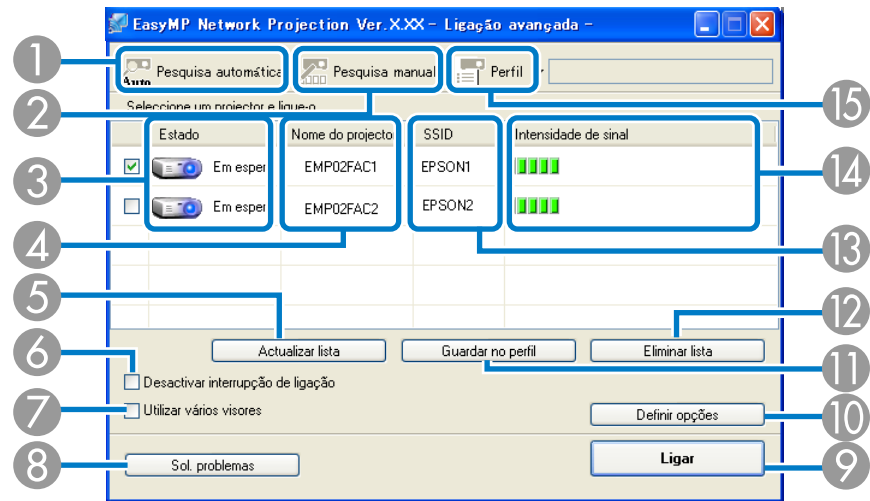 EasyMP Network Projection Ver.X.XX - Ligação avançada -
1 Auto Pesquisa automática Pesquisa manual Perfil
2 Seleccione um projector e ligue-o 15
Estado Nome do projecto SSID Intensidade de sinal
3 Em esper EMP02FAC1 EPSON1 14
Em esper EMP02FAC2 EPSON2
4 13
5 12
6 Actualizar lista Guardar no perfil Eliminar lista
Desactivar interrupção de ligação 11
7 Utilizar vários visores Definir opções 10
8 Sol. problemas Ligar 9